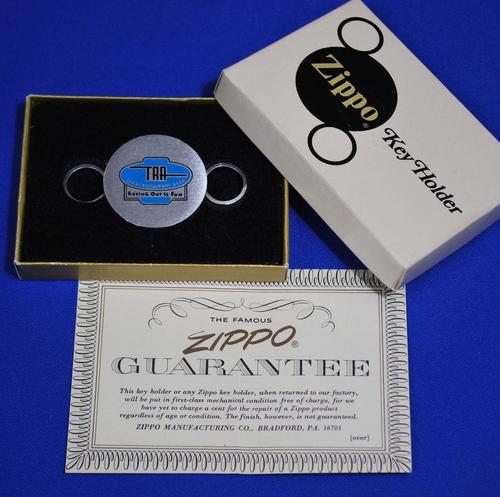 Zippo®
Key Holder
TRA
TEXAS RESTAURANT ASSN.
EATING OUT IS FUN
THE FAMOUS
ZIPPO®
GUARANTEE
This key holder or any Zippo key holder, when returned to our factory,
will be put in first-class mechanical condition free of charge, for we
have yet to charge a cent for the repair of a Zippo product
regardless of age or condition. The finish, however, is not guaranteed.
ZIPPO MANUFACTURING CO., BRADFORD, PA. 16701
(over)